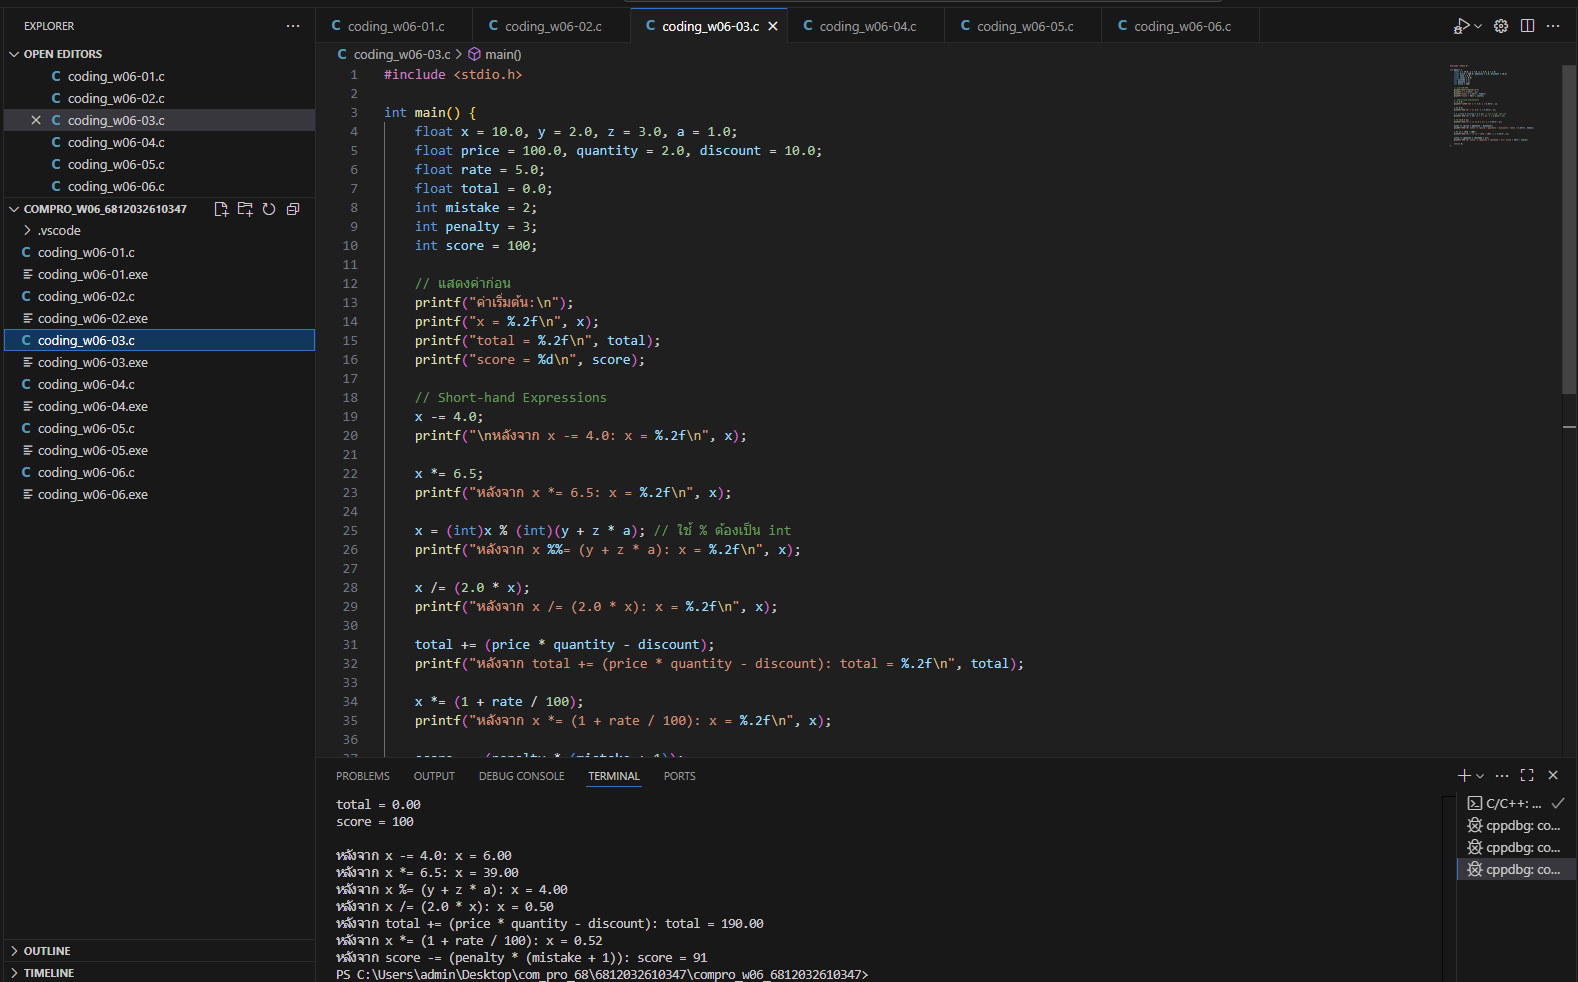 EXPLORER
OPEN EDITORS
coding_w06-01.c
coding_w06-02.c
coding_w06-03.c
coding_w06-04.c
coding_w06-05.c
coding_w06-06.c
COMPRO_W06_6812032610347
.vscode
C coding_w06-01.c
coding_w06-01.exe
C coding_w06-02.c
coding_w06-02.exe
C coding_w06-03.c
coding_w06-03.exe
C coding_w06-04.c
coding_w06-04.exe
C coding_w06-05.c
coding_w06-05.exe
C coding_w06-06.c
coding_w06-06.exe
OUTLINE
TIMELINE
C coding_w06-01.c C coding_w06-02.c C coding_w06-03.c C coding_w06-04.c C coding_w06-05.c C coding_w06-06.c
C coding_w06-03.c > main()
1 #include <stdio.h>
2
3 int main() {
4 float x = 10.0, y = 2.0, z = 3.0, a = 1.0;
5 float price = 100.0, quantity = 2.0, discount = 10.0;
6 float rate = 5.0;
7 float total = 0.0;
8 int mistake = 2;
9 int penalty = 3;
10 int score = 100;
11
12 // แสดงค่าก่อน
13 printf("ค่าเริ่มต้น:\n");
14 printf("x = %.2f\n", x);
15 printf("total = %.2f\n", total);
16 printf("score = %d\n", score);
17
18 // Short-hand Expressions
19 x -= 4.0;
20 printf("\nหลังจาก x -= 4.0: x = %.2f\n", x);
21
22 x *= 6.5;
23 printf("หลังจาก x *= 6.5: x = %.2f\n", x);
24
25 x = (int)x % (int)(y + z * a); // ใช้ % ต้องเป็น int
26 printf("หลังจาก x %%= (y + z * a): x = %.2f\n", x);
27
28 x /= (2.0 * x);
29 printf("หลังจาก x /= (2.0 * x): x = %.2f\n", x);
30
31 total += (price * quantity - discount);
32 printf("หลังจาก total += (price * quantity - discount): total = %.2f\n", total);
33
34 x *= (1 + rate / 100);
35 printf("หลังจาก x *= (1 + rate / 100): x = %.2f\n", x);
36
PROBLEMS OUTPUT DEBUG CONSOLE TERMINAL PORTS
total = 0.00
score = 100
หลังจาก x -= 4.0: x = 6.00
หลังจาก x *= 6.5: x = 39.00
หลังจาก x %= (y + z * a): x = 4.00
หลังจาก x /= (2.0 * x): x = 0.50
หลังจาก total += (price * quantity - discount): total = 190.00
หลังจาก x *= (1 + rate / 100): x = 0.52
หลังจาก score -= (penalty * (mistake + 1)): score = 91
PS C:\Users\admin\Desktop\com_pro_68\6812032610347\compro_w06_6812032610347>
C/C++: ...
cppdbg: co...
cppdbg: co...
cppdbg: co...